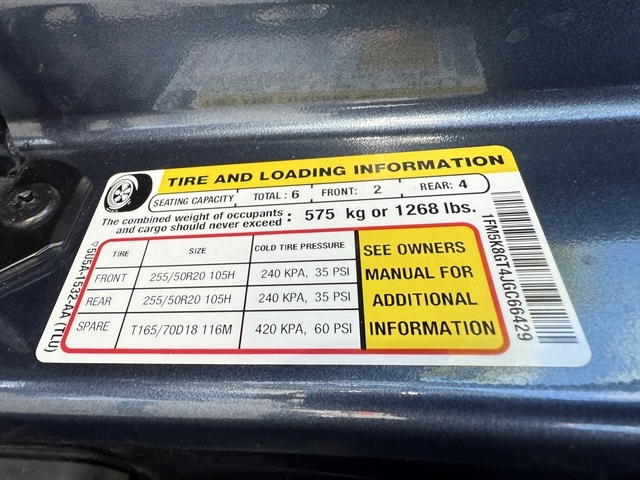 TIRE AND LOADING INFORMATION
SEATING CAPACITY TOTAL : 6 FRONT: 2 REAR: 4
The combined weight of occupants and cargo should never exceed : 575 kg or 1268 lbs.
TIRE SIZE COLD TIRE PRESSURE
FRONT 255/50R20 105H 240 KPA, 35 PSI
REAR 255/50R20 105H 240 KPA, 35 PSI
SPARE T165/70D18 116M 420 KPA, 60 PSI
SEE OWNERS
MANUAL FOR
ADDITIONAL
INFORMATION
▽5U5A-1532-AA (TLU)
1FM5K8GT4JGC66429